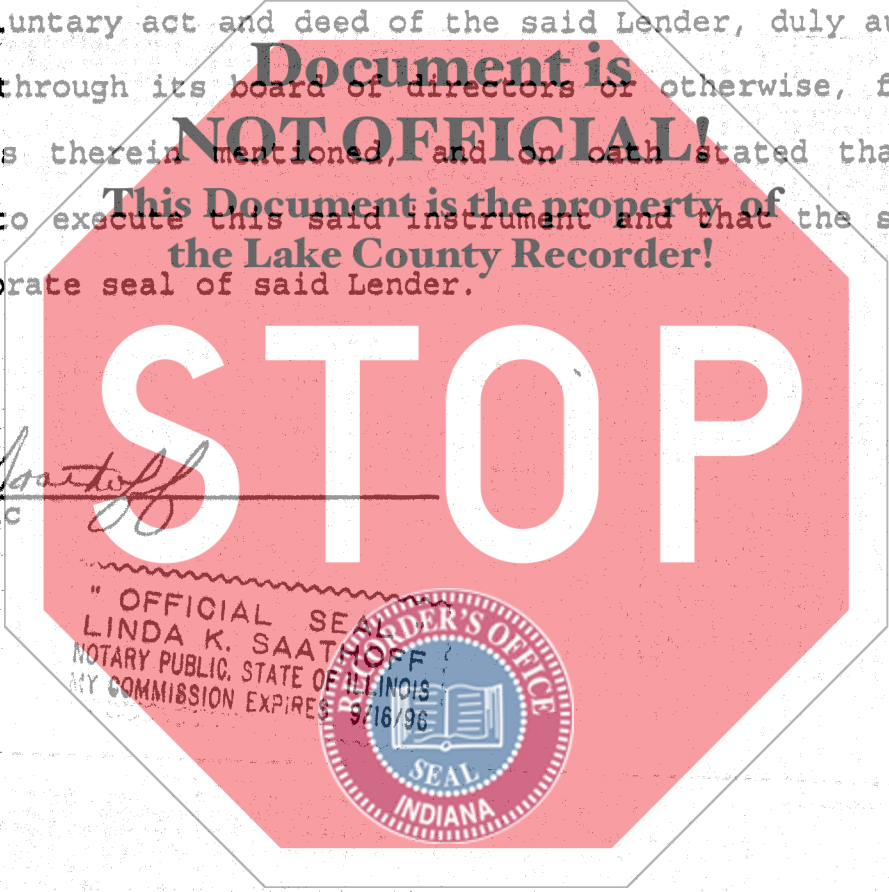 untary act and deed of the said Lender, duly au
Document is
through its board of directors or otherwise, f
NOT OFFICIAL!
s therein mentioned, and on oath stated tha
This Document is the property of
to execute this said instrument and that the s
the Lake County Recorder!
orate seal of said Lender.
STOP
c
" OFFICIAL SEAL "
LINDA K. SAATHOFF
NOTARY PUBLIC, STATE OF ILLINOIS
MY COMMISSION EXPIRES 9/16/96
RECORDER'S OFFICE
SEAL
INDIANA